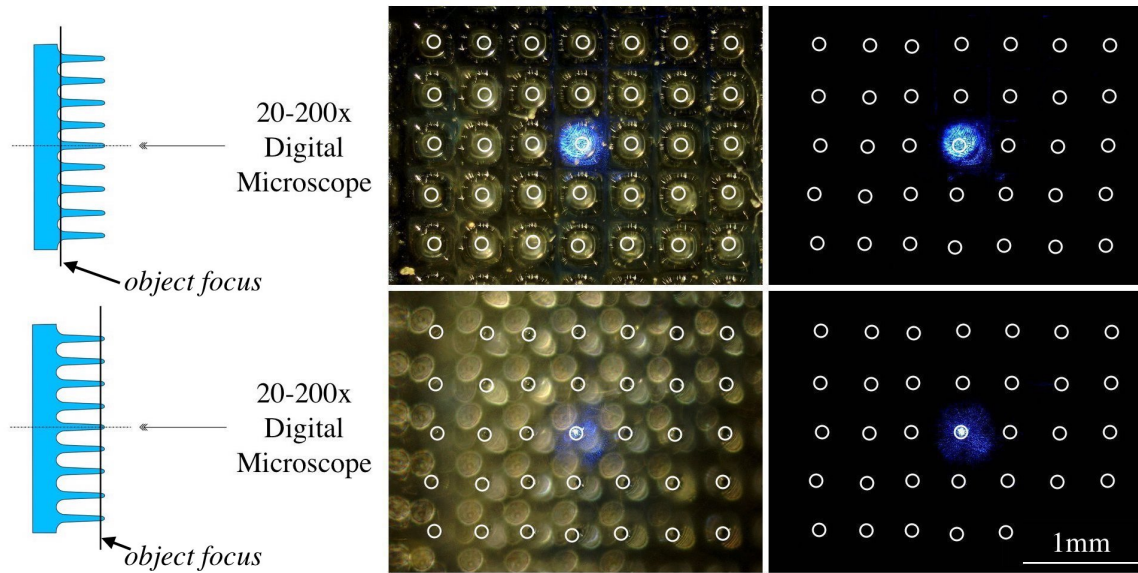 20-200x
Digital
Microscope
object focus
20-200x
Digital
Microscope
object focus
1mm